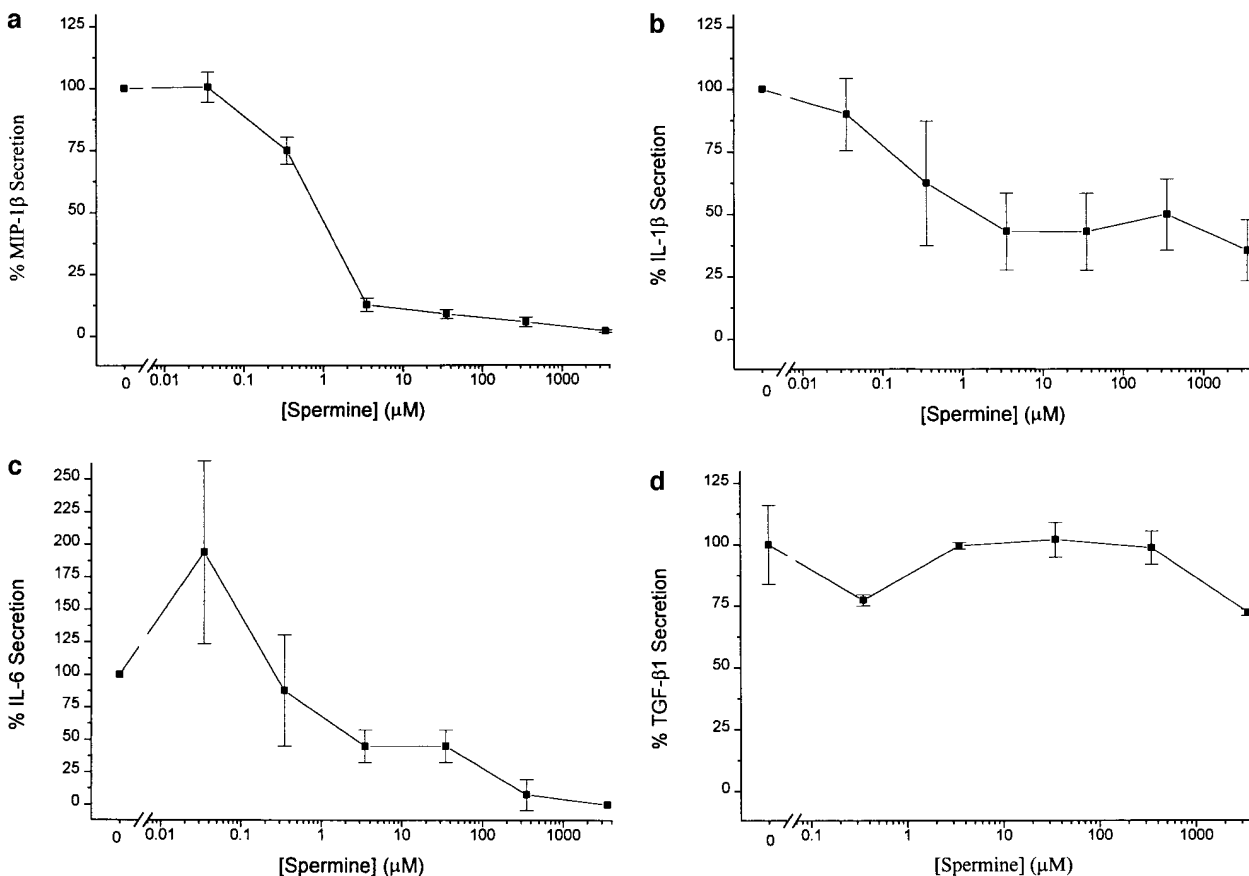 a
125
100
75
50
25
0
% MIP-1β Secretion
0 0.01 0.1 1 10 100 1000
[Spermine] (μM)
b
125
100
75
50
25
0
% IL-1β Secretion
0 0.01 0.1 1 10 100 1000
[Spermine] (μM)
c
250
225
200
175
150
125
100
75
50
25
0
% IL-6 Secretion
0 0.01 0.1 1 10 100 1000
[Spermine] (μM)
d
125
100
75
50
25
0
% TGF-β1 Secretion
0 0.1 1 10 100 1000
[Spermine] (μM)